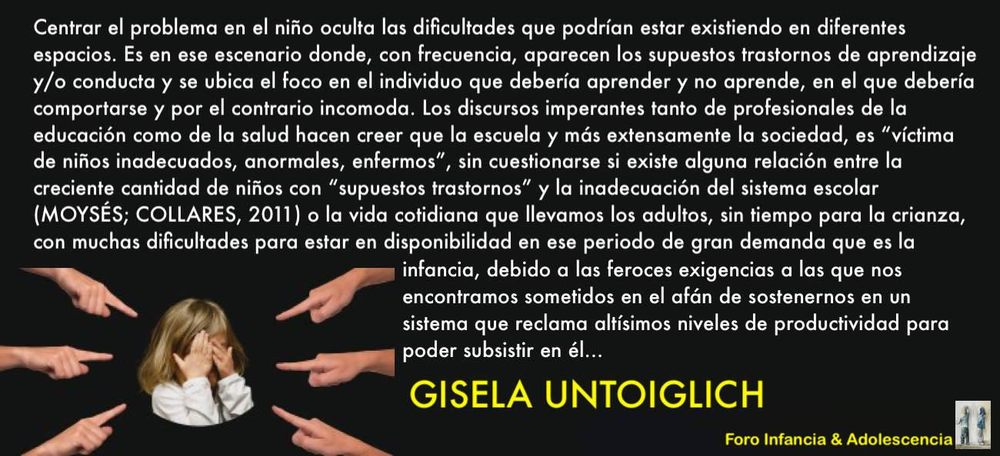 Centrar el problema en el niño oculta las dificultades que podrían estar existiendo en diferentes
espacios. Es en ese escenario donde, con frecuencia, aparecen los supuestos trastornos de aprendizaje
y/o conducta y se ubica el foco en el individuo que debería aprender y no aprende, en el que debería
comportarse y por el contrario incomoda. Los discursos imperantes tanto de profesionales de la
educación como de la salud hacen creer que la escuela y más extensamente la sociedad, es “víctima
de niños inadecuados, anormales, enfermos”, sin cuestionarse si existe alguna relación entre la
creciente cantidad de niños con “supuestos trastornos” y la inadecuación del sistema escolar
(MOYSÉS; COLLARES, 2011) o la vida cotidiana que llevamos los adultos, sin tiempo para la crianza,
con muchas dificultades para estar en disponibilidad en ese periodo de gran demanda que es la
infancia, debido a las feroces exigencias a las que nos
encontramos sometidos en el afán de sostenernos en un
sistema que reclama altísimos niveles de productividad para
poder subsistir en él...
GISELA UNTOIGLICH
Foro Infancia & Adolescencia